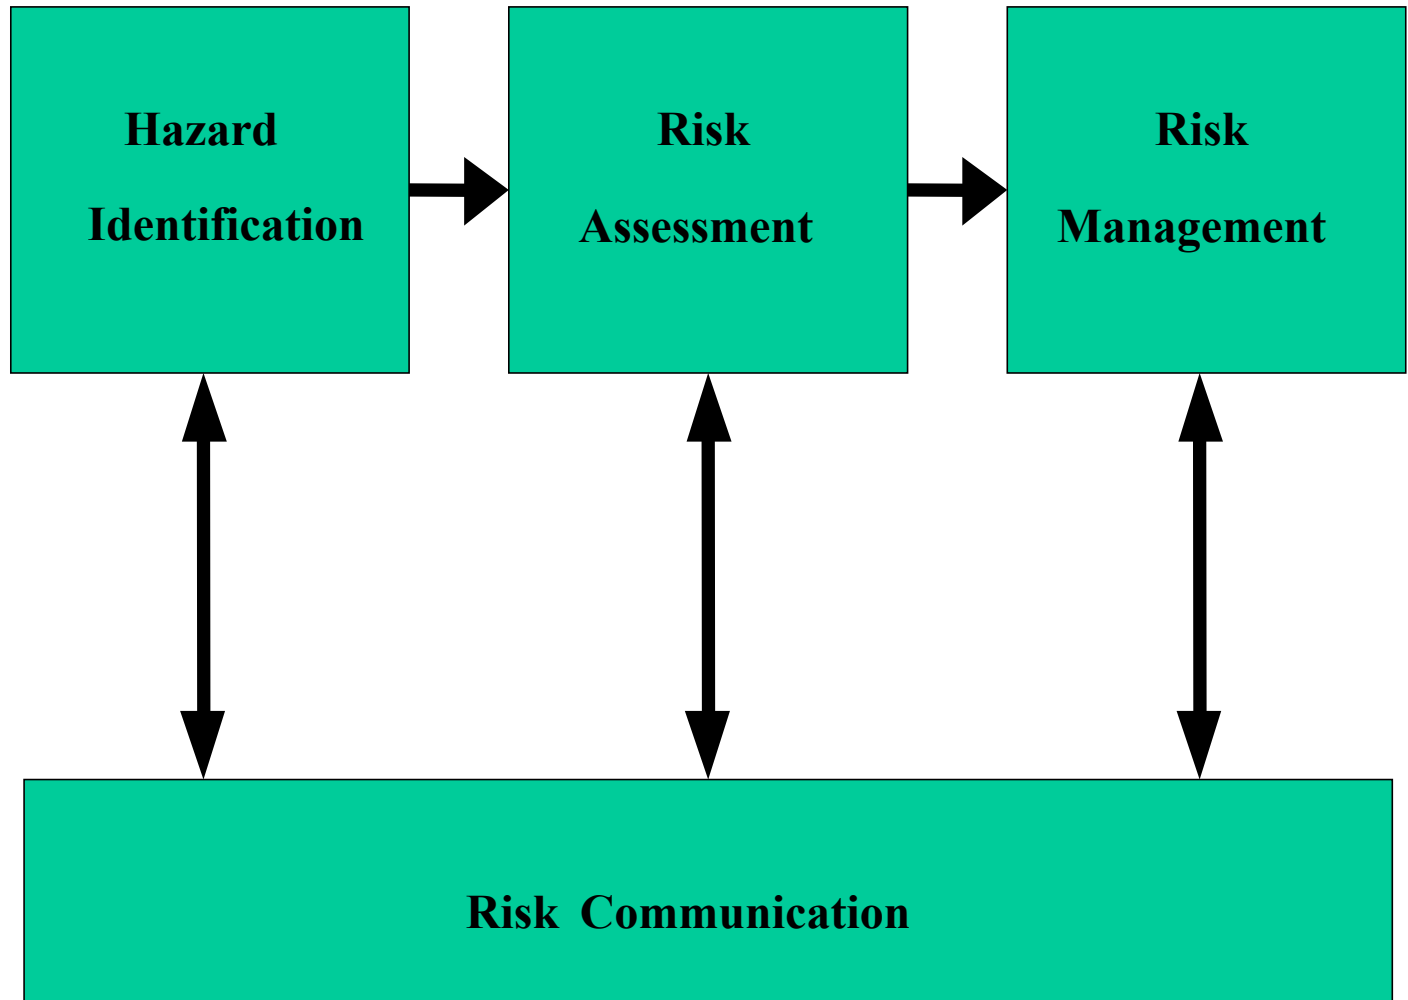 Hazard
Identification
Risk
Assessment
Risk
Management
Risk Communication